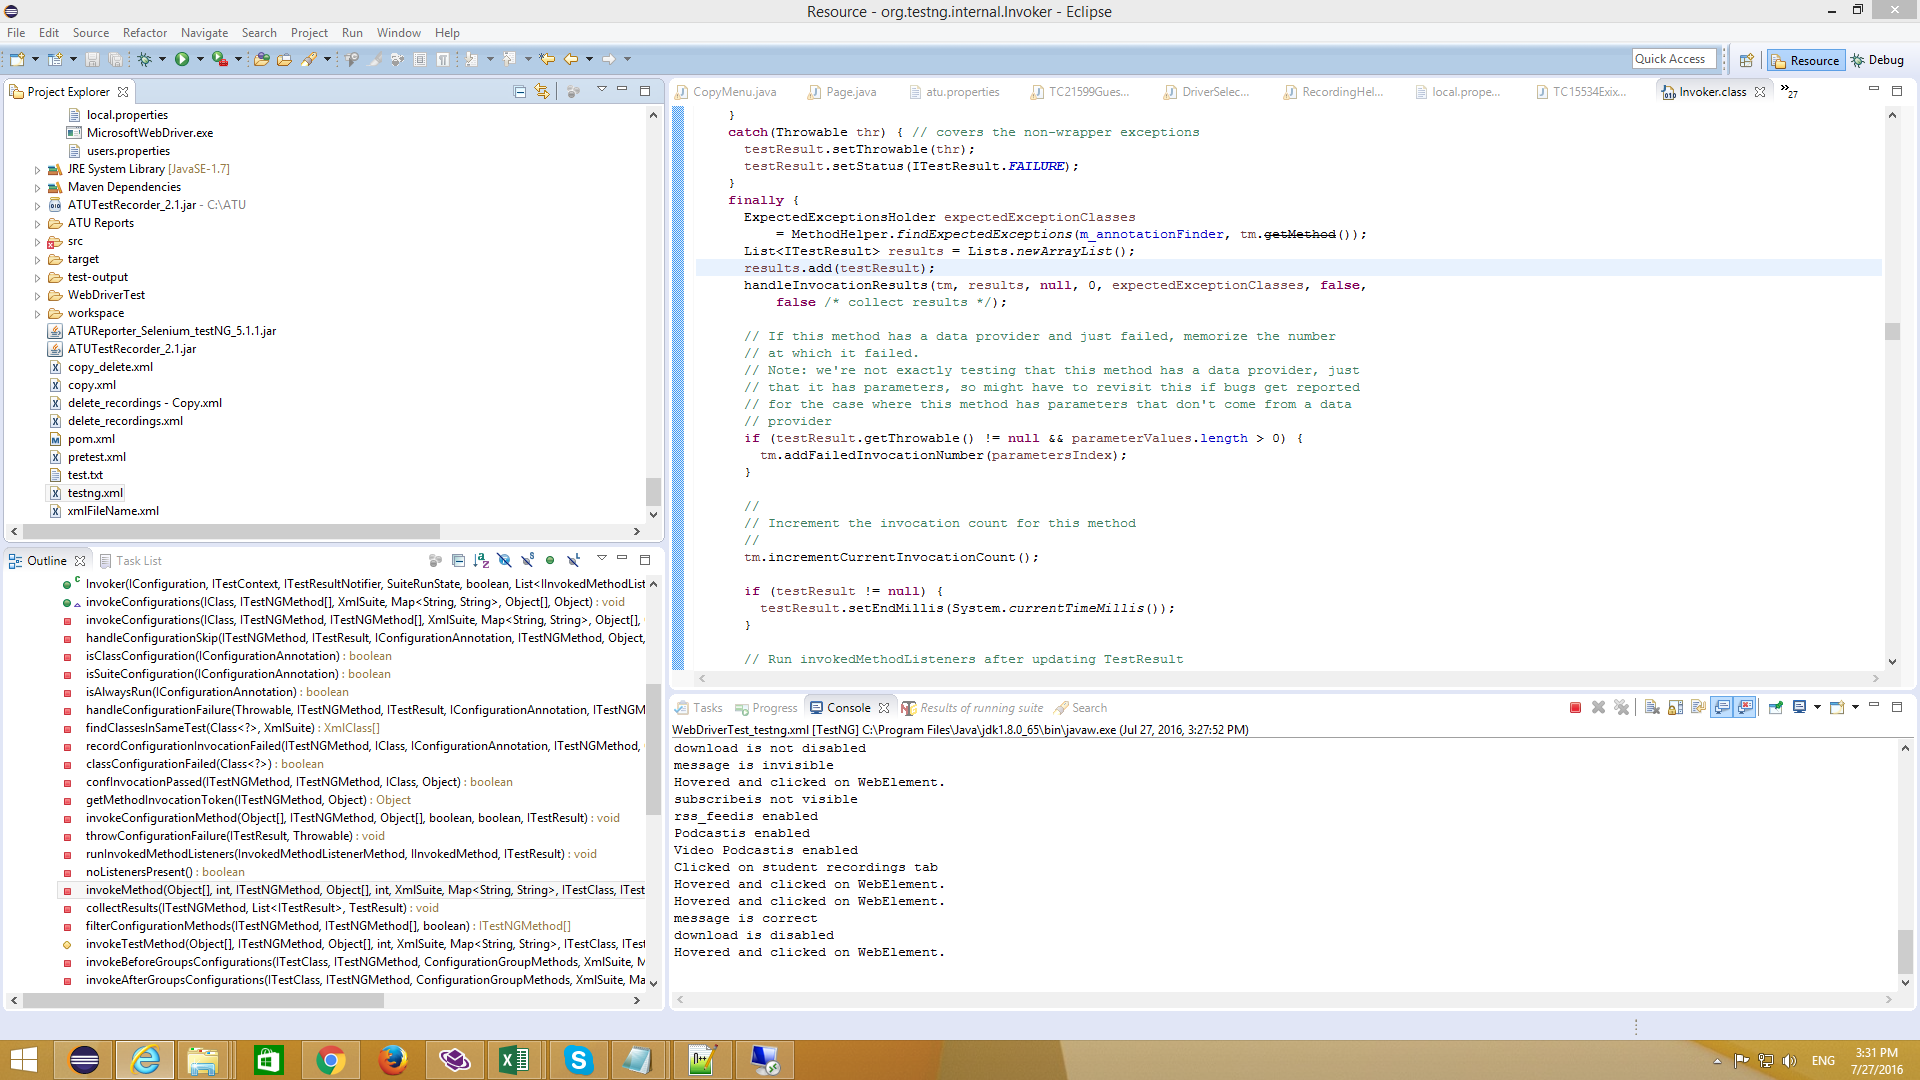 Resource - org.testng.internal.Invoker - Eclipse
File Edit Source Refactor Navigate Search Project Run Window Help
Quick Access Resource Debug
Project Explorer
local.properties
MicrosoftWebDriver.exe
users.properties
JRE System Library [JavaSE-1.7]
Maven Dependencies
ATUTestRecorder_2.1.jar - C:\ATU
ATU Reports
src
target
test-output
WebDriverTest
workspace
ATUReporter_Selenium_testNG_5.1.1.jar
ATUTestRecorder_2.1.jar
copy_delete.xml
copy.xml
delete_recordings - Copy.xml
delete_recordings.xml
pom.xml
pretest.xml
test.txt
testng.xml
xmlFileName.xml
Outline Task List
Invoker(IConfiguration, ITestContext, ITestResultNotifier, SuiteRunState, boolean, List<IInvokedMethodList
invokeConfigurations(IClass, ITestNGMethod[], XmlSuite, Map<String, String>, Object[], Object) : void
invokeConfigurations(IClass, ITestNGMethod, ITestNGMethod[], XmlSuite, Map<String, String>, Object[],
handleConfigurationSkip(ITestNGMethod, ITestResult, IConfigurationAnnotation, ITestNGMethod, Object,
isClassConfiguration(IConfigurationAnnotation) : boolean
isSuiteConfiguration(IConfigurationAnnotation) : boolean
isAlwaysRun(IConfigurationAnnotation) : boolean
handleConfigurationFailure(Throwable, ITestNGMethod, ITestResult, IConfigurationAnnotation, ITestNGM
findClassesInSameTest(Class<?>, XmlSuite) : XmlClass[]
recordConfigurationInvocationFailed(ITestNGMethod, IClass, IConfigurationAnnotation, ITestNGMethod,
classConfigurationFailed(Class<?>) : boolean
confInvocationPassed(ITestNGMethod, ITestNGMethod, IClass, Object) : boolean
getMethodInvocationToken(ITestNGMethod, Object) : Object
invokeConfigurationMethod(Object[], ITestNGMethod, Object[], boolean, boolean, ITestResult) : void
throwConfigurationFailure(ITestResult, Throwable) : void
runInvokedMethodListeners(InvokedMethodListenerMethod, IInvokedMethod, ITestResult) : void
noListenersPresent() : boolean
invokeMethod(Object[], int, ITestNGMethod, Object[], int, XmlSuite, Map<String, String>, ITestClass, ITest
collectResults(ITestNGMethod, List<ITestResult>, TestResult) : void
filterConfigurationMethods(ITestNGMethod, ITestNGMethod[], boolean) : ITestNGMethod[]
invokeTestMethod(Object[], ITestNGMethod, Object[], int, XmlSuite, Map<String, String>, ITestClass, ITest
invokeBeforeGroupsConfigurations(ITestClass, ITestNGMethod, ConfigurationGroupMethods, XmlSuite, M
invokeAfterGroupsConfigurations(ITestClass, ITestNGMethod, ConfigurationGroupMethods, XmlSuite, Ma
CopyMenu.java Page.java atu.properties TC21599Gues... DriverSelec... RecordingHel... local.prope... TC15534Exix... Invoker.class »27
}
catch(Throwable thr) { // covers the non-wrapper exceptions
testResult.setThrowable(thr);
testResult.setStatus(ITestResult.FAILURE);
}
finally {
ExpectedExceptionsHolder expectedExceptionClasses
= MethodHelper.findExpectedExceptions(m_annotationFinder, tm.getMethod());
List<ITestResult> results = Lists.newArrayList();
results.add(testResult);
handleInvocationResults(tm, results, null, 0, expectedExceptionClasses, false,
false /* collect results */);
// If this method has a data provider and just failed, memorize the number
// at which it failed.
// Note: we're not exactly testing that this method has a data provider, just
// that it has parameters, so might have to revisit this if bugs get reported
// for the case where this method has parameters that don't come from a data
// provider
if (testResult.getThrowable() != null && parameterValues.length > 0) {
tm.addFailedInvocationNumber(parametersIndex);
}
//
// Increment the invocation count for this method
//
tm.incrementCurrentInvocationCount();
if (testResult != null) {
testResult.setEndMillis(System.currentTimeMillis());
}
// Run invokedMethodListeners after updating TestResult
Tasks Progress Console Results of running suite Search
WebDriverTest_testng.xml [TestNG] C:\Program Files\Java\jdk1.8.0_65\bin\javaw.exe (Jul 27, 2016, 3:27:52 PM)
download is not disabled
message is invisible
Hovered and clicked on WebElement.
subscribeis not visible
rss_feedis enabled
Podcastis enabled
Video Podcastis enabled
Clicked on student recordings tab
Hovered and clicked on WebElement.
Hovered and clicked on WebElement.
message is correct
download is disabled
Hovered and clicked on WebElement.
ENG
3:31 PM
7/27/2016